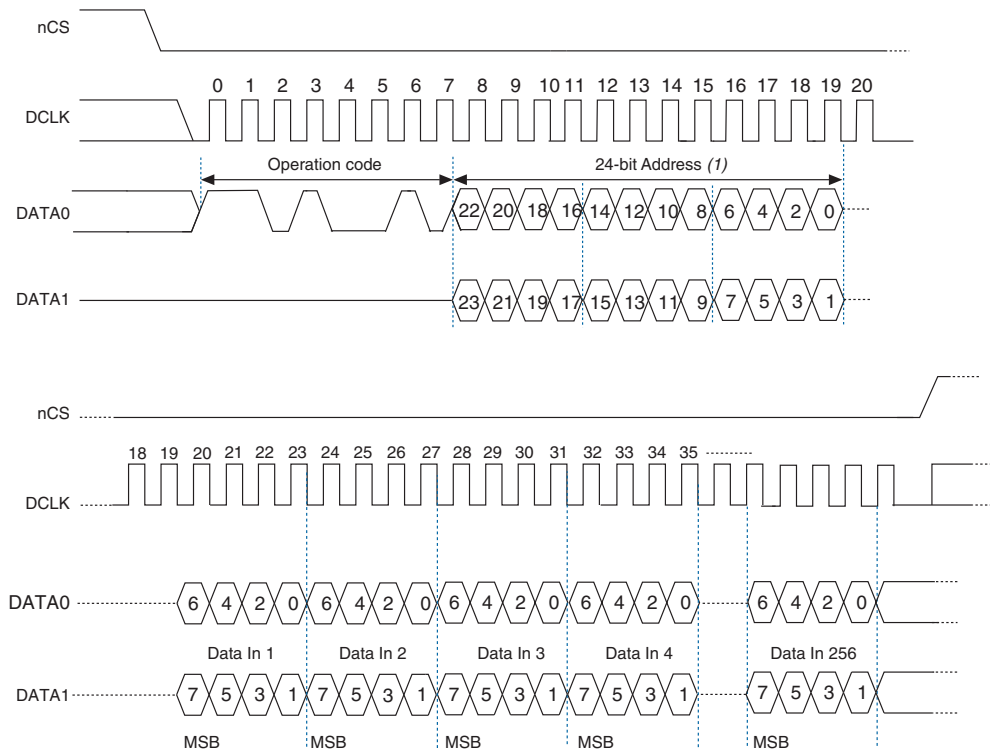 nCS
0 1 2 3 4 5 6 7 8 9 10 11 12 13 14 15 16 17 18 19 20
DCLK
Operation code
24-bit Address (1)
DATA0
22 20 18 16 14 12 10 8 6 4 2 0
DATA1
23 21 19 17 15 13 11 9 7 5 3 1
nCS
18 19 20 21 22 23 24 25 26 27 28 29 30 31 32 33 34 35
DCLK
DATA0
6 4 2 0 6 4 2 0 6 4 2 0 6 4 2 0 6 4 2 0
Data In 1 Data In 2 Data In 3 Data In 4 Data In 256
DATA1
7 5 3 1 7 5 3 1 7 5 3 1 7 5 3 1 7 5 3 1
MSB MSB MSB MSB